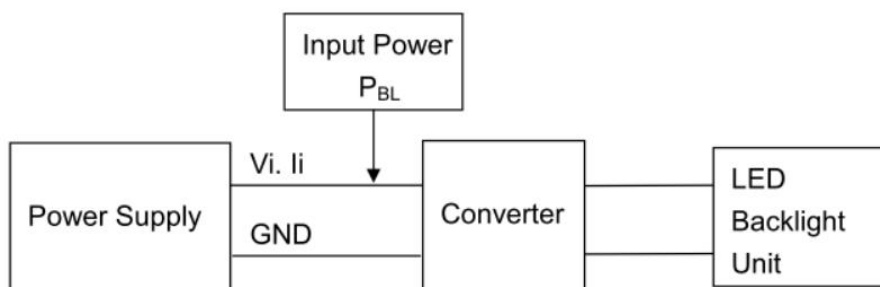 Input Power
P_BL
Vi. Ii
Power Supply
GND
Converter
LED
Backlight
Unit